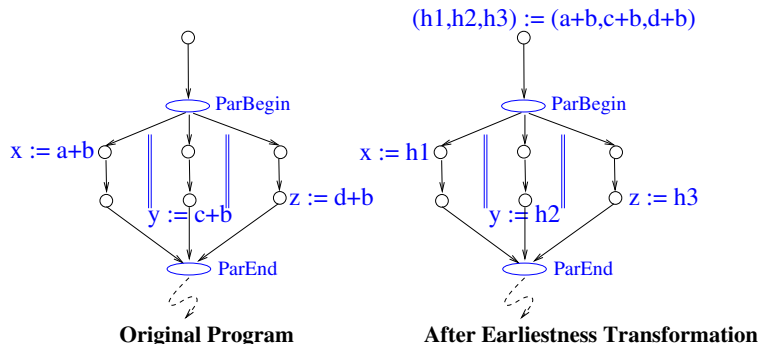 (h1,h2,h3) := (a+b,c+b,d+b)
ParBegin
ParBegin
x := a+b
x := h1
y := c+b
z := d+b
y := h2
z := h3
ParEnd
ParEnd
Original Program
After Earliestness Transformation